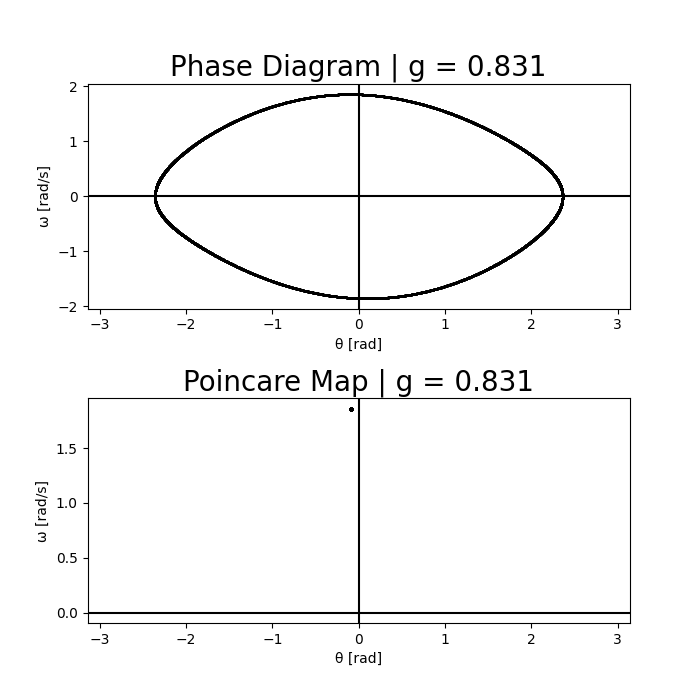 Phase Diagram | g = 0.831
2
1
0
−1
−2
ω [rad/s]
−3 −2 −1 0 1 2 3
θ [rad]
Poincare Map | g = 0.831
1.5
1.0
0.5
0.0
ω [rad/s]
−3 −2 −1 0 1 2 3
θ [rad]